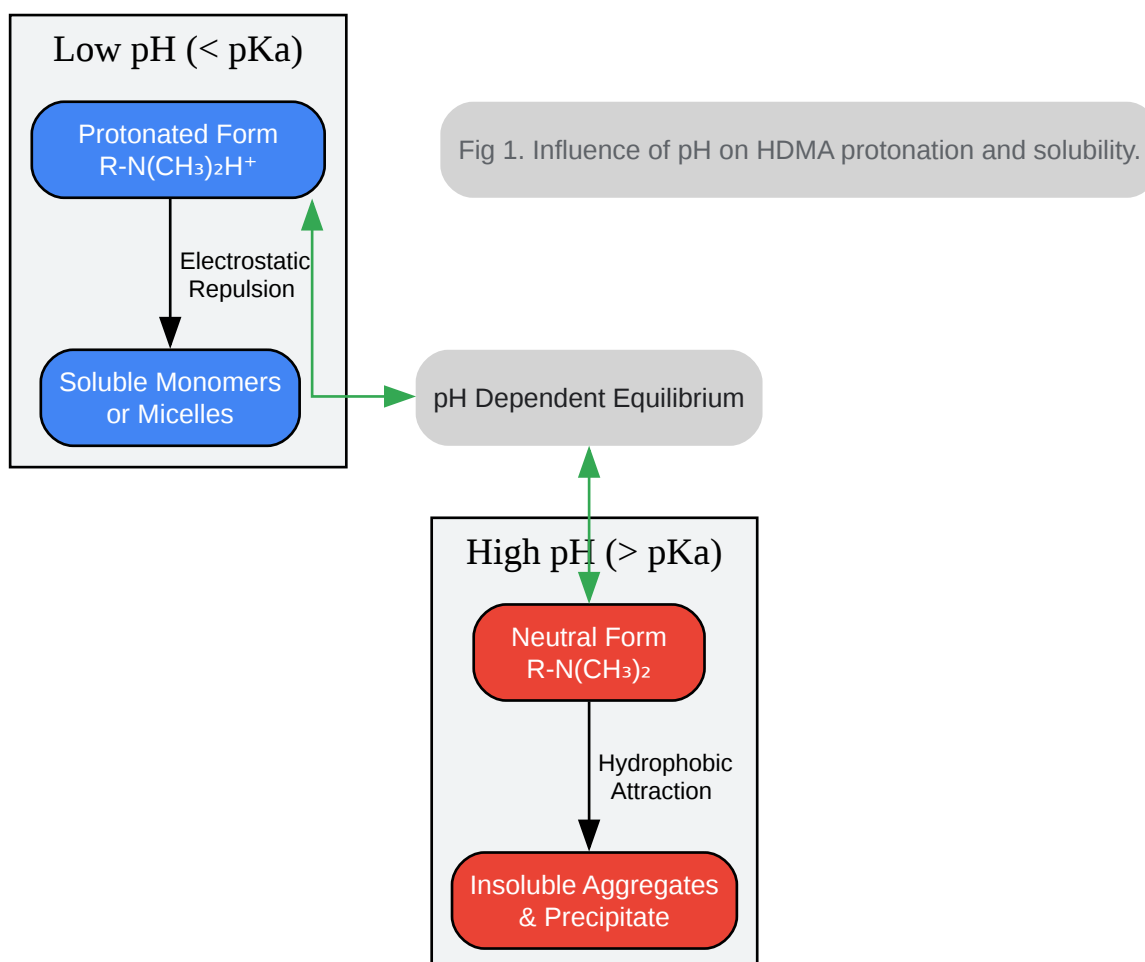 Low pH (< pKa)
Protonated Form
R-N(CH₃)₂H⁺
Electrostatic
Repulsion
Soluble Monomers
or Micelles
Fig 1. Influence of pH on HDMA protonation and solubility.
pH Dependent Equilibrium
High pH (> pKa)
Neutral Form
R-N(CH₃)₂
Hydrophobic
Attraction
Insoluble Aggregates
& Precipitate